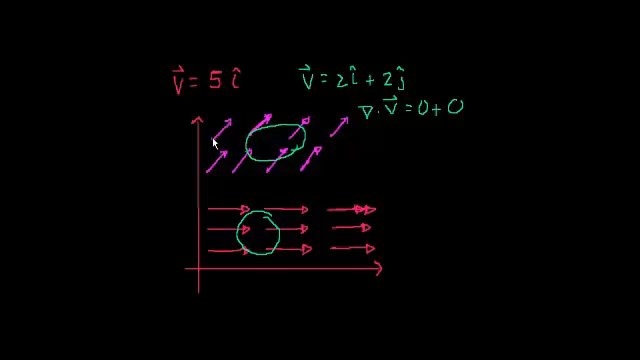 V⃗ = 5 î
V⃗ = 2î + 2ĵ
∇ · V⃗ = 0 + 0